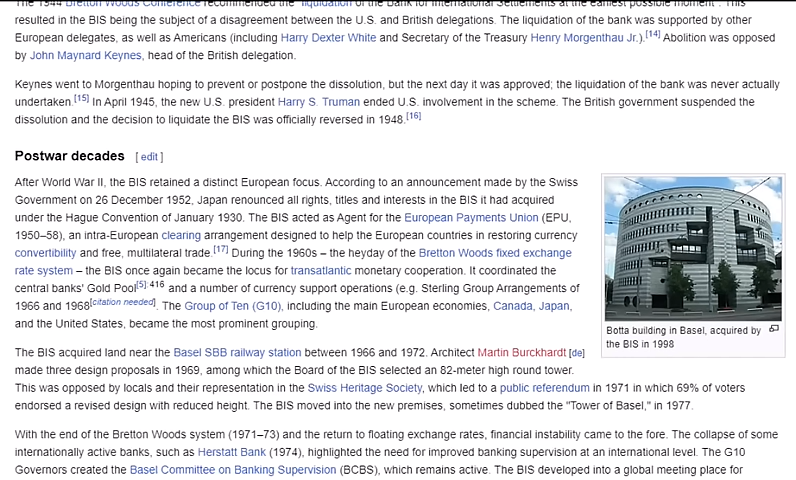 The 1944 Bretton Woods Conference recommended the "liquidation of the Bank for International Settlements at the earliest possible moment". This
resulted in the BIS being the subject of a disagreement between the U.S. and British delegations. The liquidation of the bank was supported by other
European delegates, as well as Americans (including Harry Dexter White and Secretary of the Treasury Henry Morgenthau Jr.).[14] Abolition was opposed
by John Maynard Keynes, head of the British delegation.
Keynes went to Morgenthau hoping to prevent or postpone the dissolution, but the next day it was approved; the liquidation of the bank was never actually
undertaken.[15] In April 1945, the new U.S. president Harry S. Truman ended U.S. involvement in the scheme. The British government suspended the
dissolution and the decision to liquidate the BIS was officially reversed in 1948.[16]
Postwar decades [ edit ]
After World War II, the BIS retained a distinct European focus. According to an announcement made by the Swiss
Government on 26 December 1952, Japan renounced all rights, titles and interests in the BIS it had acquired
under the Hague Convention of January 1930. The BIS acted as Agent for the European Payments Union (EPU,
1950–58), an intra-European clearing arrangement designed to help the European countries in restoring currency
convertibility and free, multilateral trade.[17] During the 1960s – the heyday of the Bretton Woods fixed exchange
rate system – the BIS once again became the locus for transatlantic monetary cooperation. It coordinated the
central banks' Gold Pool[5]:416 and a number of currency support operations (e.g. Sterling Group Arrangements of
1966 and 1968[citation needed]. The Group of Ten (G10), including the main European economies, Canada, Japan,
and the United States, became the most prominent grouping.
Botta building in Basel, acquired by
the BIS in 1998
The BIS acquired land near the Basel SBB railway station between 1966 and 1972. Architect Martin Burckhardt [de]
made three design proposals in 1969, among which the Board of the BIS selected an 82-meter high round tower.
This was opposed by locals and their representation in the Swiss Heritage Society, which led to a public referendum in 1971 in which 69% of voters
endorsed a revised design with reduced height. The BIS moved into the new premises, sometimes dubbed the "Tower of Basel," in 1977.
With the end of the Bretton Woods system (1971–73) and the return to floating exchange rates, financial instability came to the fore. The collapse of some
internationally active banks, such as Herstatt Bank (1974), highlighted the need for improved banking supervision at an international level. The G10
Governors created the Basel Committee on Banking Supervision (BCBS), which remains active. The BIS developed into a global meeting place for